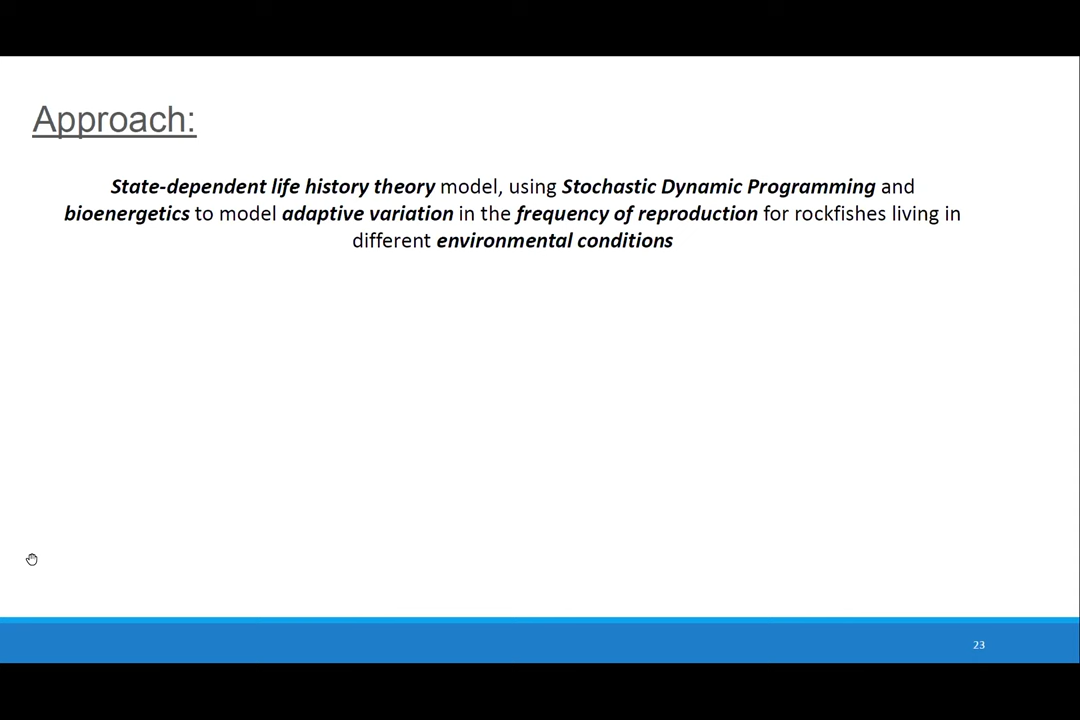 Approach:
State-dependent life history theory model, using Stochastic Dynamic Programming and
bioenergetics to model adaptive variation in the frequency of reproduction for rockfishes living in
different environmental conditions
23